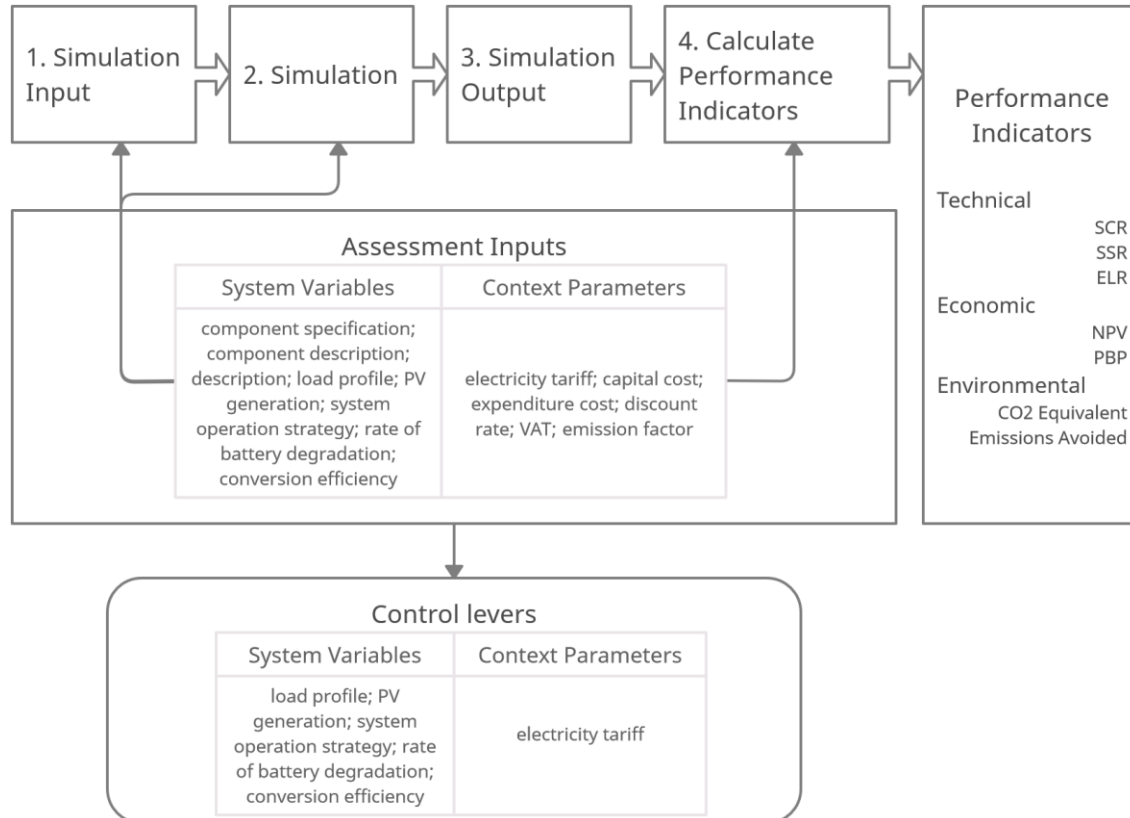 1. Simulation
Input
2. Simulation
3. Simulation
Output
4. Calculate
Performance
Indicators
Performance
Indicators
Technical
SCR
SSR
ELR
Economic
NPV
PBP
Environmental
CO2 Equivalent
Emissions Avoided
Assessment Inputs
System Variables
Context Parameters
component specification;
component description;
description; load profile; PV
generation; system
operation strategy; rate of
battery degradation;
conversion efficiency
electricity tariff; capital cost;
expenditure cost; discount
rate; VAT; emission factor
Control levers
System Variables
Context Parameters
load profile; PV
generation; system
operation strategy; rate
of battery degradation;
conversion efficiency
electricity tariff